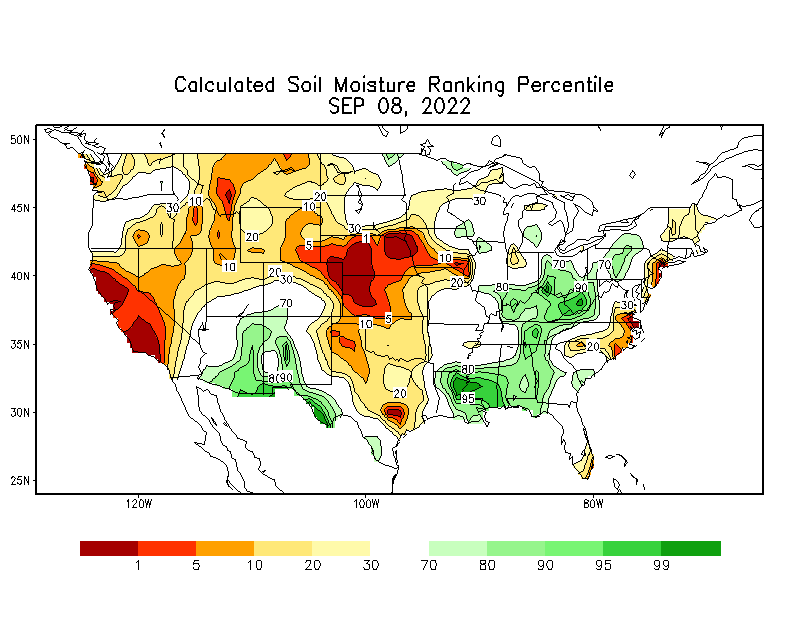 Calculated Soil Moisture Ranking Percentile
SEP 08, 2022
50N
45N
40N
35N
30N
25N
120W 100W 80W
30 10 20 30
10 30
20 5 1
10 20 30 10 20 80 70 70 90
70 10 5 30
20
80 90 20 80 95
1 5 10 20 30 70 80 90 95 99